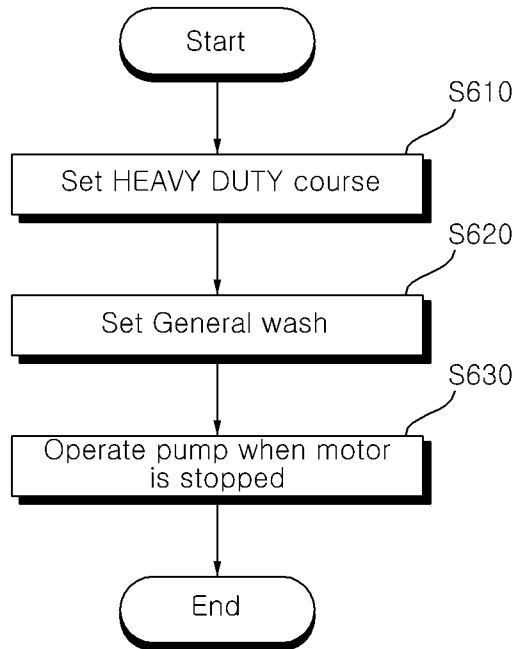 Start
S610
Set HEAVY DUTY course
S620
Set General wash
S630
Operate pump when motor
is stopped
End